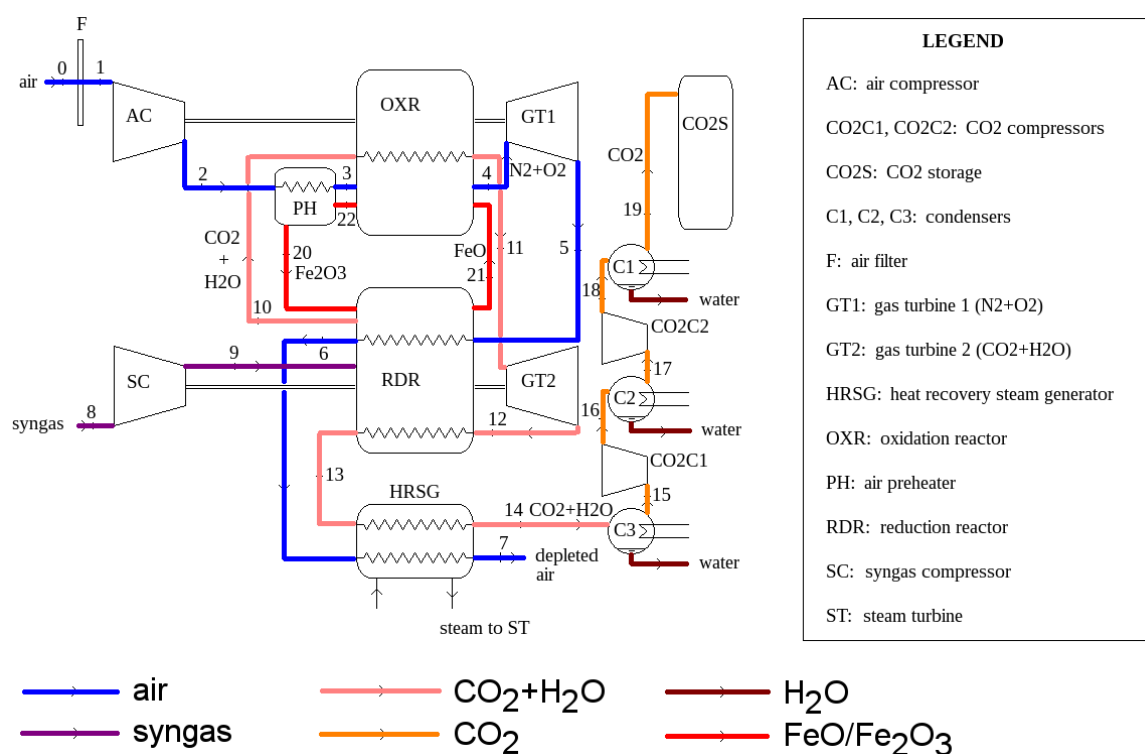 F
air
0
1
AC
OXR
GT1
CO2S
2
3
4
N2+O2
PH
22
CO2
+
H2O
20
Fe2O3
FeO
21
11
5
CO2
19
C1
18
water
10
CO2C2
9
6
SC
RDR
GT2
17
syngas
8
C2
16
12
water
13
CO2C1
HRSG
15
14
CO2+H2O
C3
7
depleted
air
water
steam to ST
LEGEND
AC: air compressor
CO2C1, CO2C2: CO2 compressors
CO2S: CO2 storage
C1, C2, C3: condensers
F: air filter
GT1: gas turbine 1 (N2+O2)
GT2: gas turbine 2 (CO2+H2O)
HRSG: heat recovery steam generator
OXR: oxidation reactor
PH: air preheater
RDR: reduction reactor
SC: syngas compressor
ST: steam turbine
air
CO₂+H₂O
H₂O
syngas
CO₂
FeO/Fe₂O₃